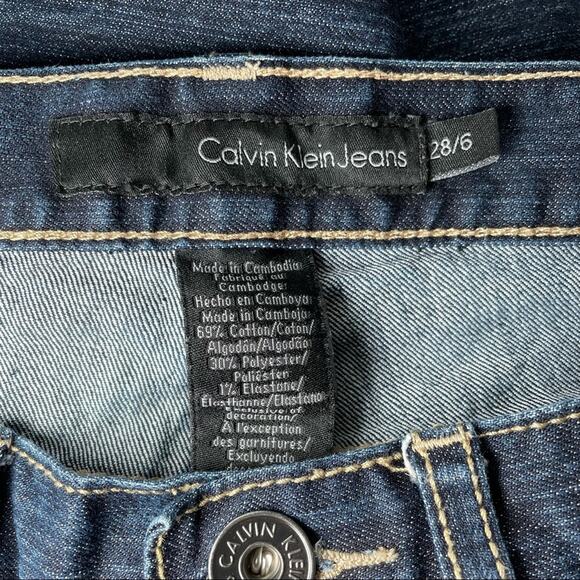 Calvin Klein Jeans
28/6
Made in Cambodia
Fabriqué au
Cambodge
Hecho en Camboya
Made in Camboja
69% Cotton/Coton/
Algodón/Algodão
30% Polyester/
Poliéster
1% Elastane/
Élasthanne/Elastano
Exclusive of
decoration/
À l'exception
des garnitures/
Excluyendo
CALVIN KLEIN